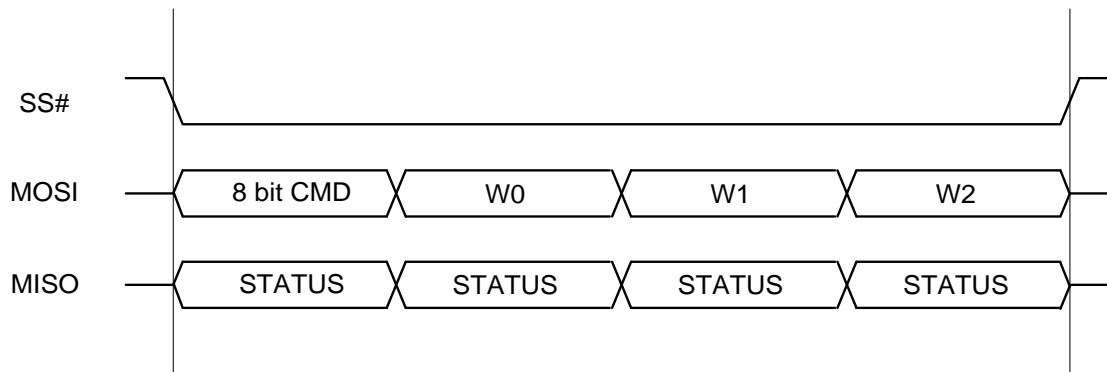 SS#
MOSI 8 bit CMD W0 W1 W2
MISO STATUS STATUS STATUS STATUS